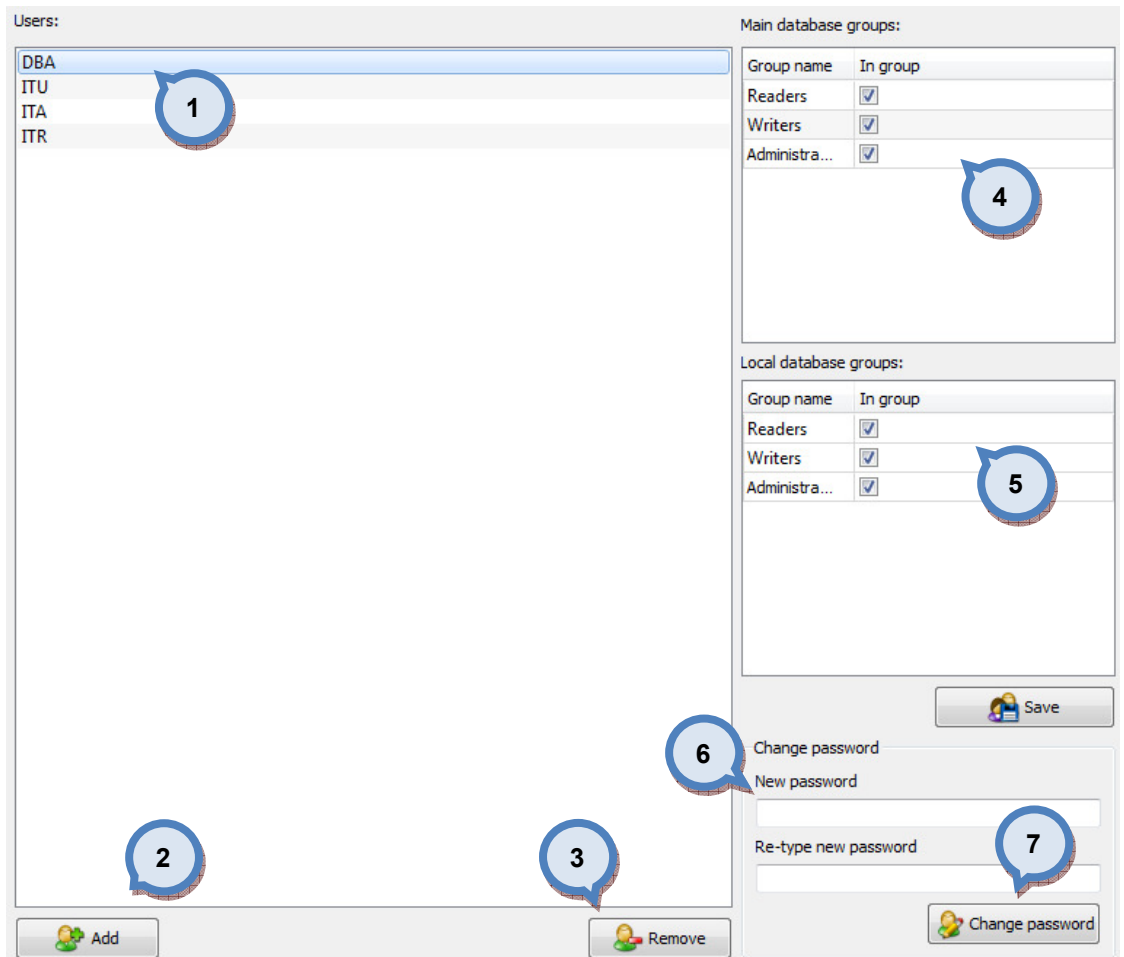 Users:
DBA
ITU
ITA
ITR
1
2
3
Add
Remove
Main database groups:
Group name In group
Readers
Writers
Administra...
4
Local database groups:
Group name In group
Readers
Writers
Administra...
5
Save
6
Change password
New password
Re-type new password
7
Change password